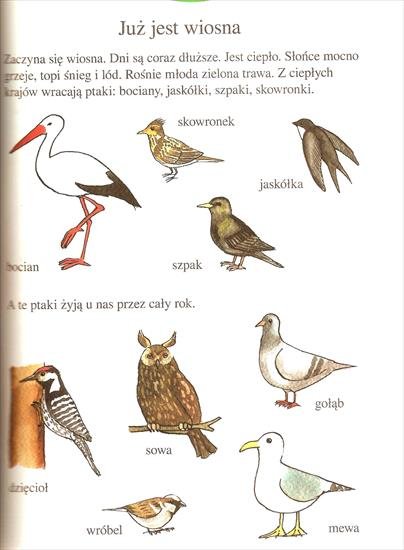 Już jest wiosna
Zaczyna się wiosna. Dni są coraz dłuższe. Jest ciepło. Słońce mocno
grzeje, topi śnieg i lód. Rośnie młoda zielona trawa. Z ciepłych
krajów wracają ptaki: bociany, jaskółki, szpaki, skowronki.
skowronek
jaskółka
bocian
szpak
A te ptaki żyją u nas przez cały rok.
gołąb
sowa
dzięcioł
wróbel
mewa